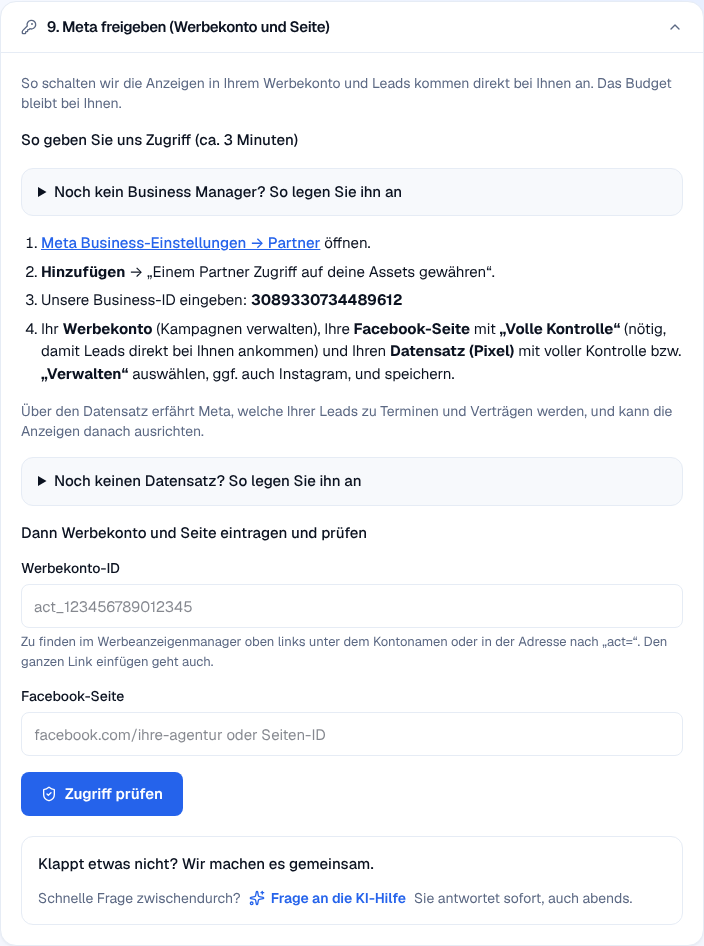 9. Meta freigeben (Werbekonto und Seite)
So schalten wir die Anzeigen in Ihrem Werbekonto und Leads kommen direkt bei Ihnen an. Das Budget
bleibt bei Ihnen.
So geben Sie uns Zugriff (ca. 3 Minuten)
Noch kein Business Manager? So legen Sie ihn an
1. Meta Business-Einstellungen → Partner öffnen.
2. Hinzufügen → „Einem Partner Zugriff auf deine Assets gewähren“.
3. Unsere Business-ID eingeben: 3089330734489612
4. Ihr Werbekonto (Kampagnen verwalten), Ihre Facebook-Seite mit „Volle Kontrolle“ (nötig,
damit Leads direkt bei Ihnen ankommen) und Ihren Datensatz (Pixel) mit voller Kontrolle bzw.
„Verwalten“ auswählen, ggf. auch Instagram, und speichern.
Über den Datensatz erfährt Meta, welche Ihrer Leads zu Terminen und Verträgen werden, und kann die
Anzeigen danach ausrichten.
Noch keinen Datensatz? So legen Sie ihn an
Dann Werbekonto und Seite eintragen und prüfen
Werbekonto-ID
act_123456789012345
Zu finden im Werbeanzeigenmanager oben links unter dem Kontonamen oder in der Adresse nach „act=“. Den
ganzen Link einfügen geht auch.
Facebook-Seite
facebook.com/ihre-agentur oder Seiten-ID
Zugriff prüfen
Klappt etwas nicht? Wir machen es gemeinsam.
Schnelle Frage zwischendurch? Frage an die KI-Hilfe Sie antwortet sofort, auch abends.